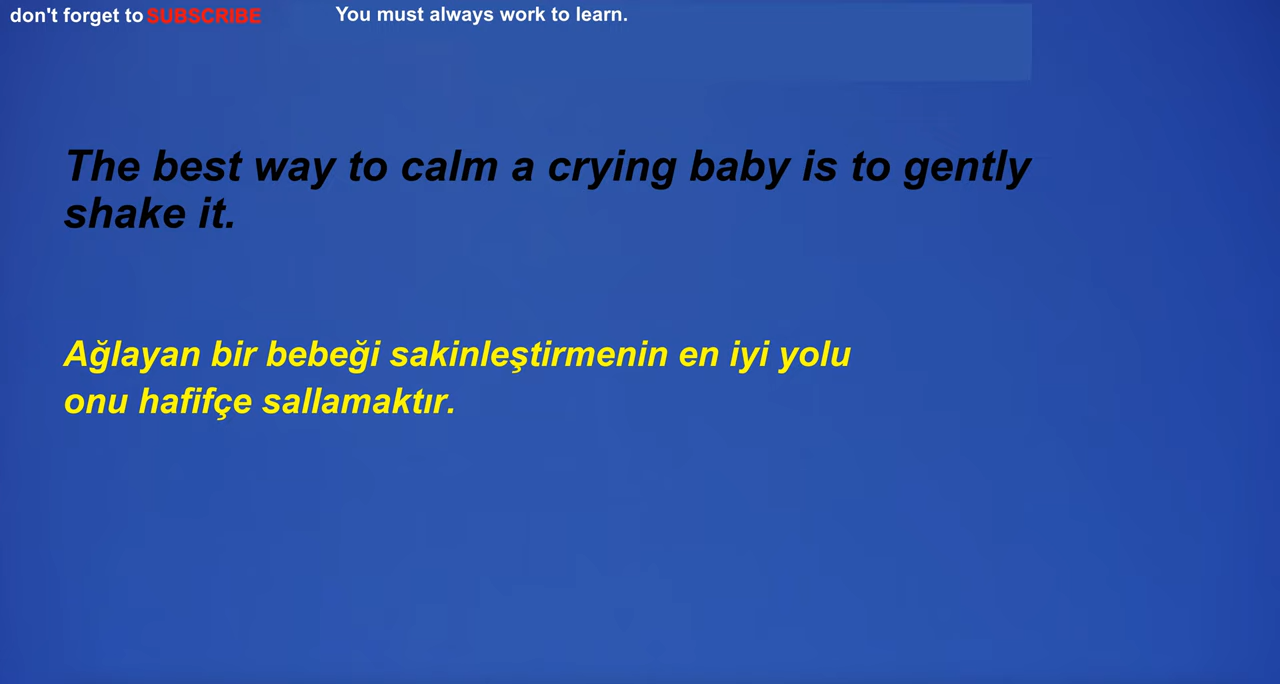 don't forget to SUBSCRIBE
You must always work to learn.
The best way to calm a crying baby is to gently
shake it.
Ağlayan bir bebeği sakinleştirmenin en iyi yolu
onu hafifçe sallamaktır.